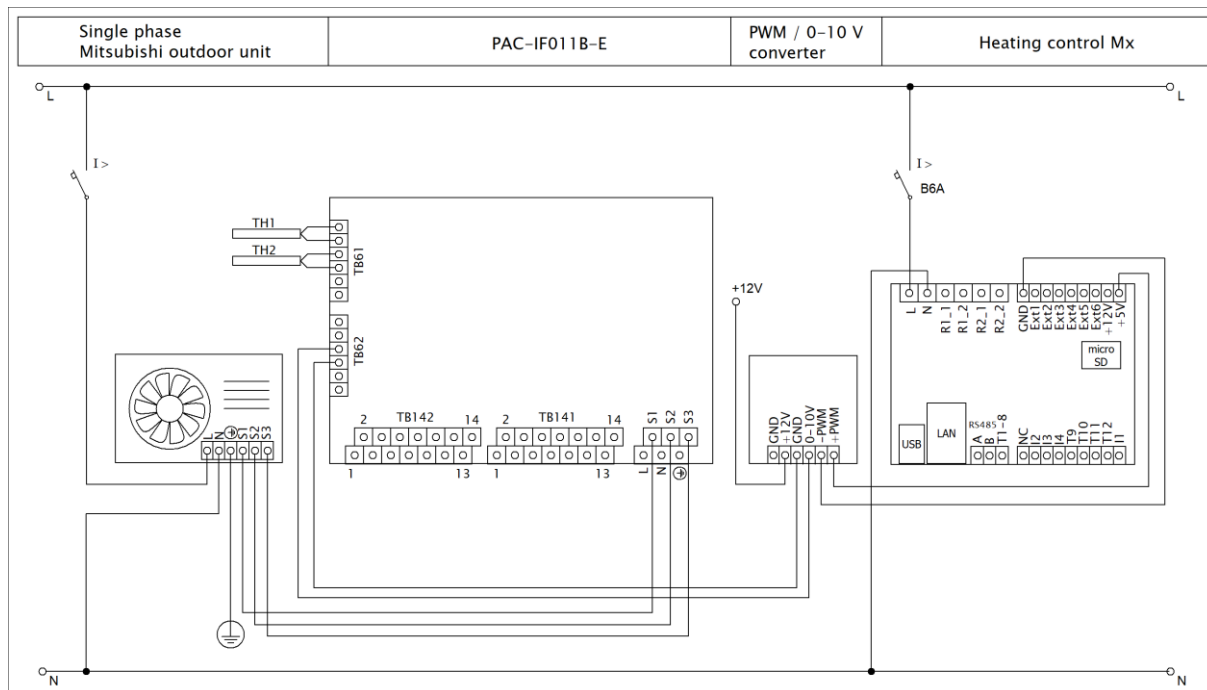 Single phase
Mitsubishi outdoor unit
PAC-IF011B-E
PWM / 0-10 V
converter
Heating control Mx
L
L
I >
I >
B6A
TH1
TH2
TB61
TB62
+12V
L
N
R1_1
R1_2
R2_1
R2_2
GND
Ext1
Ext2
Ext3
Ext4
Ext5
Ext6
+12V
+5V
micro
SD
2
TB142
14
2
TB141
14
S1
S2
S3
1
13
1
13
L
N
L
N
S1
S2
S3
GND
+12V
GND
0-10V
-PWM
+PWM
USB
LAN
RS485
A
B
T1-8
NC
I2
I3
I4
T9
T10
T11
T12
I1
N
N